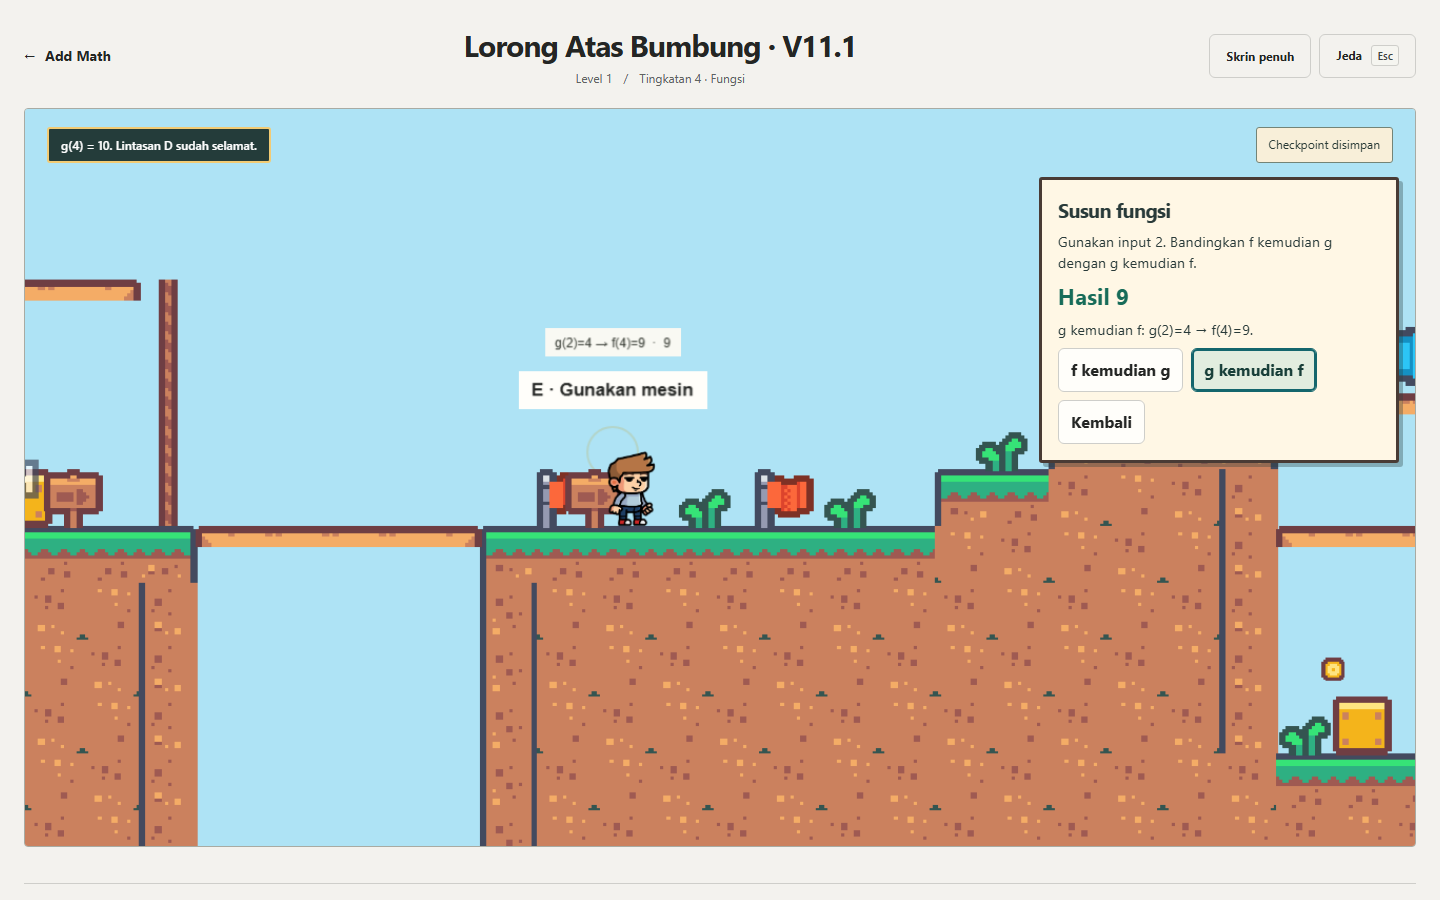 ← Add Math
Lorong Atas Bumbung · V11.1
Level 1 / Tingkatan 4 · Fungsi
Skrin penuh
Jeda Esc
g(4) = 10. Lintasan D sudah selamat.
Checkpoint disimpan
Susun fungsi
Gunakan input 2. Bandingkan f kemudian g
dengan g kemudian f.
Hasil 9
g kemudian f: g(2)=4 → f(4)=9.
f kemudian g
g kemudian f
Kembali
g(2)=4 → f(4)=9 · 9
E · Gunakan mesin